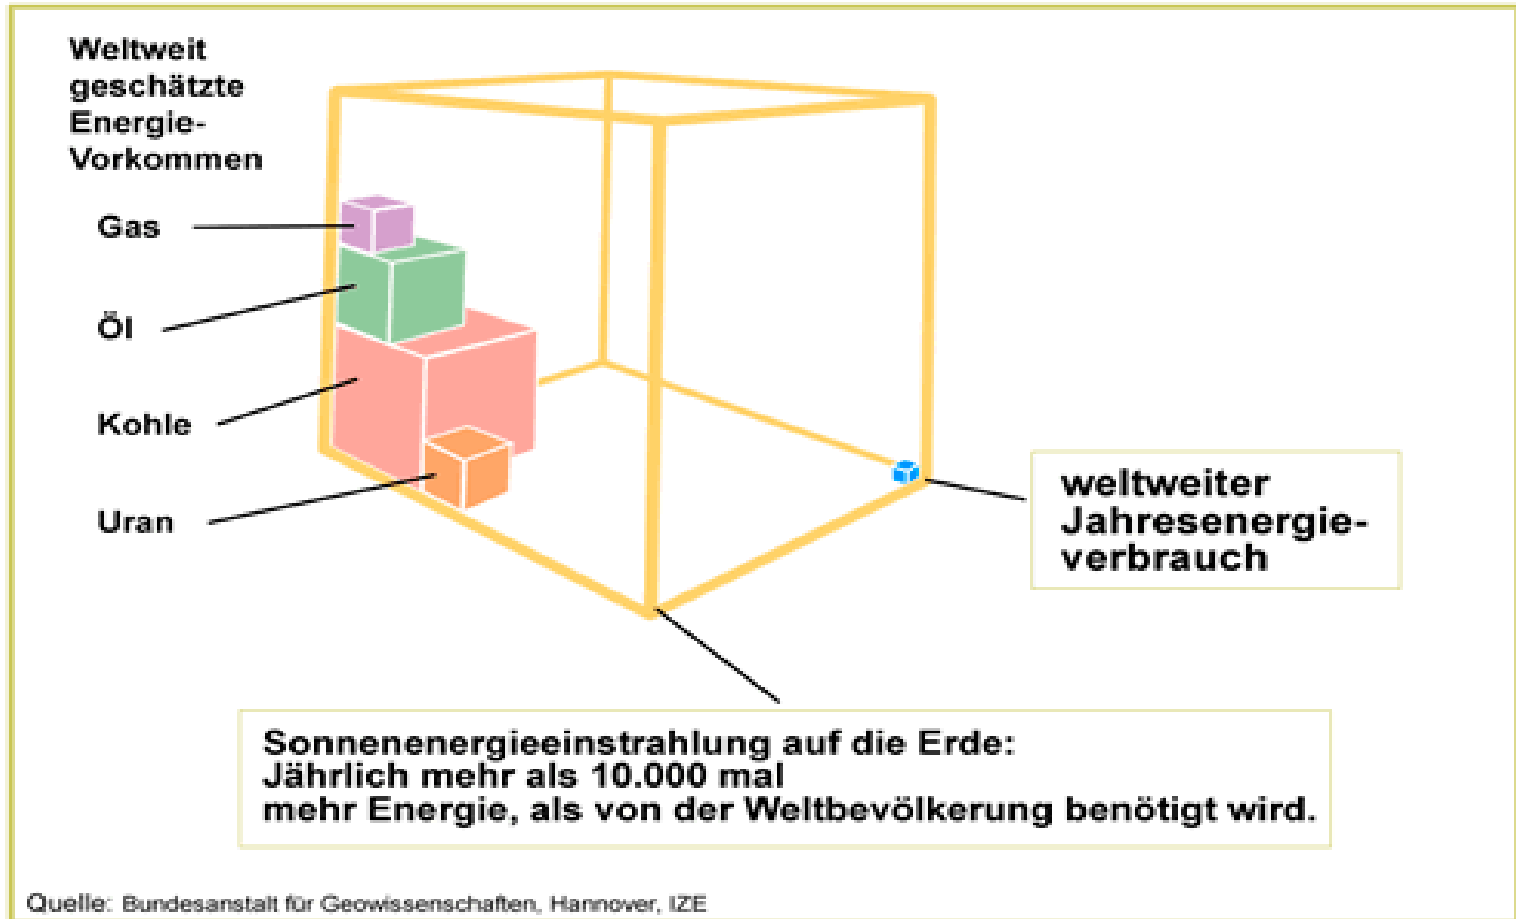 Weltweit
geschätzte
Energie-
Vorkommen
Gas
Öl
Kohle
Uran
weltweiter
Jahresenergie-
verbrauch
Sonnenenergieeinstrahlung auf die Erde:
Jährlich mehr als 10.000 mal
mehr Energie, als von der Weltbevölkerung benötigt wird.
Quelle: Bundesanstalt für Geowissenschaften, Hannover, IZE